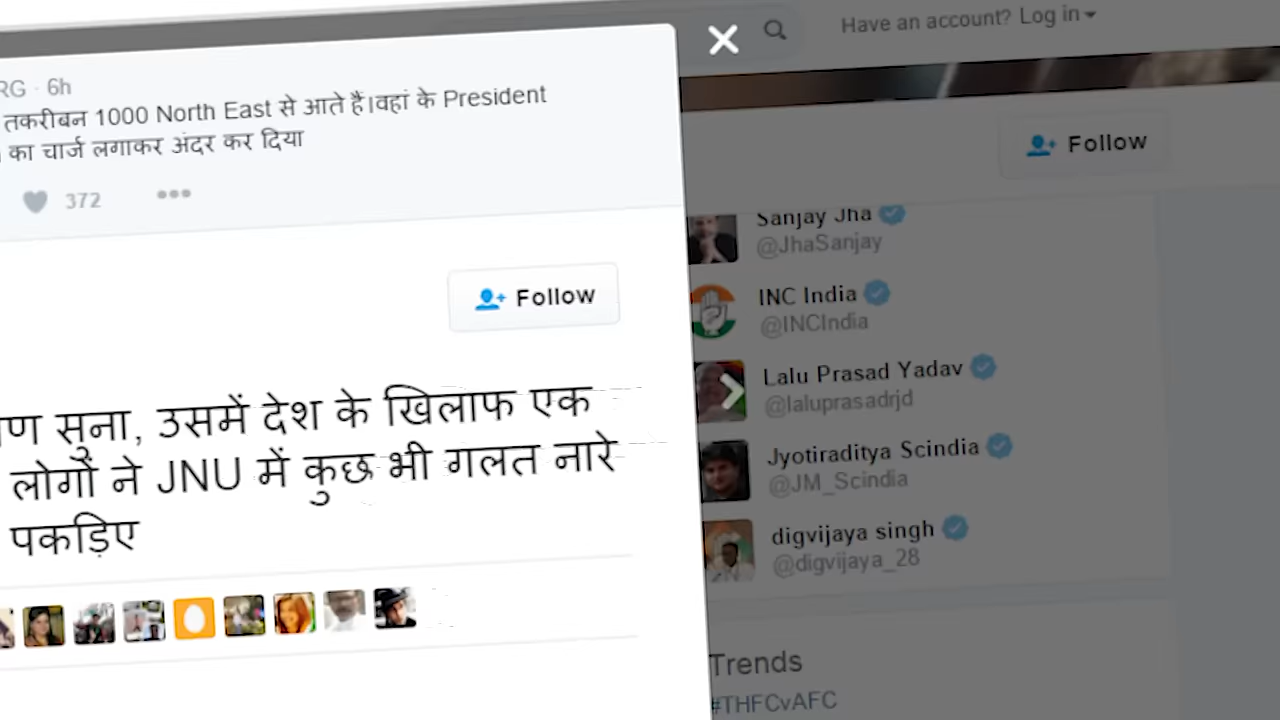 RG · 6h
तकरीबन 1000 North East से आते हैं।वहां के President
का चार्ज लगाकर अंदर कर दिया
372
Follow
सुना, उसमें देश के खिलाफ एक
लोगों ने JNU में कुछ भी गलत नारे
पकड़िए
Have an account? Log in
Follow
Sanjay Jha
@JhaSanjay
INC India
@INCIndia
Lalu Prasad Yadav
@laluprasadrjd
Jyotiraditya Scindia
@JM_Scindia
digvijaya singh
@digvijaya_28
Trends
#THFCvAFC